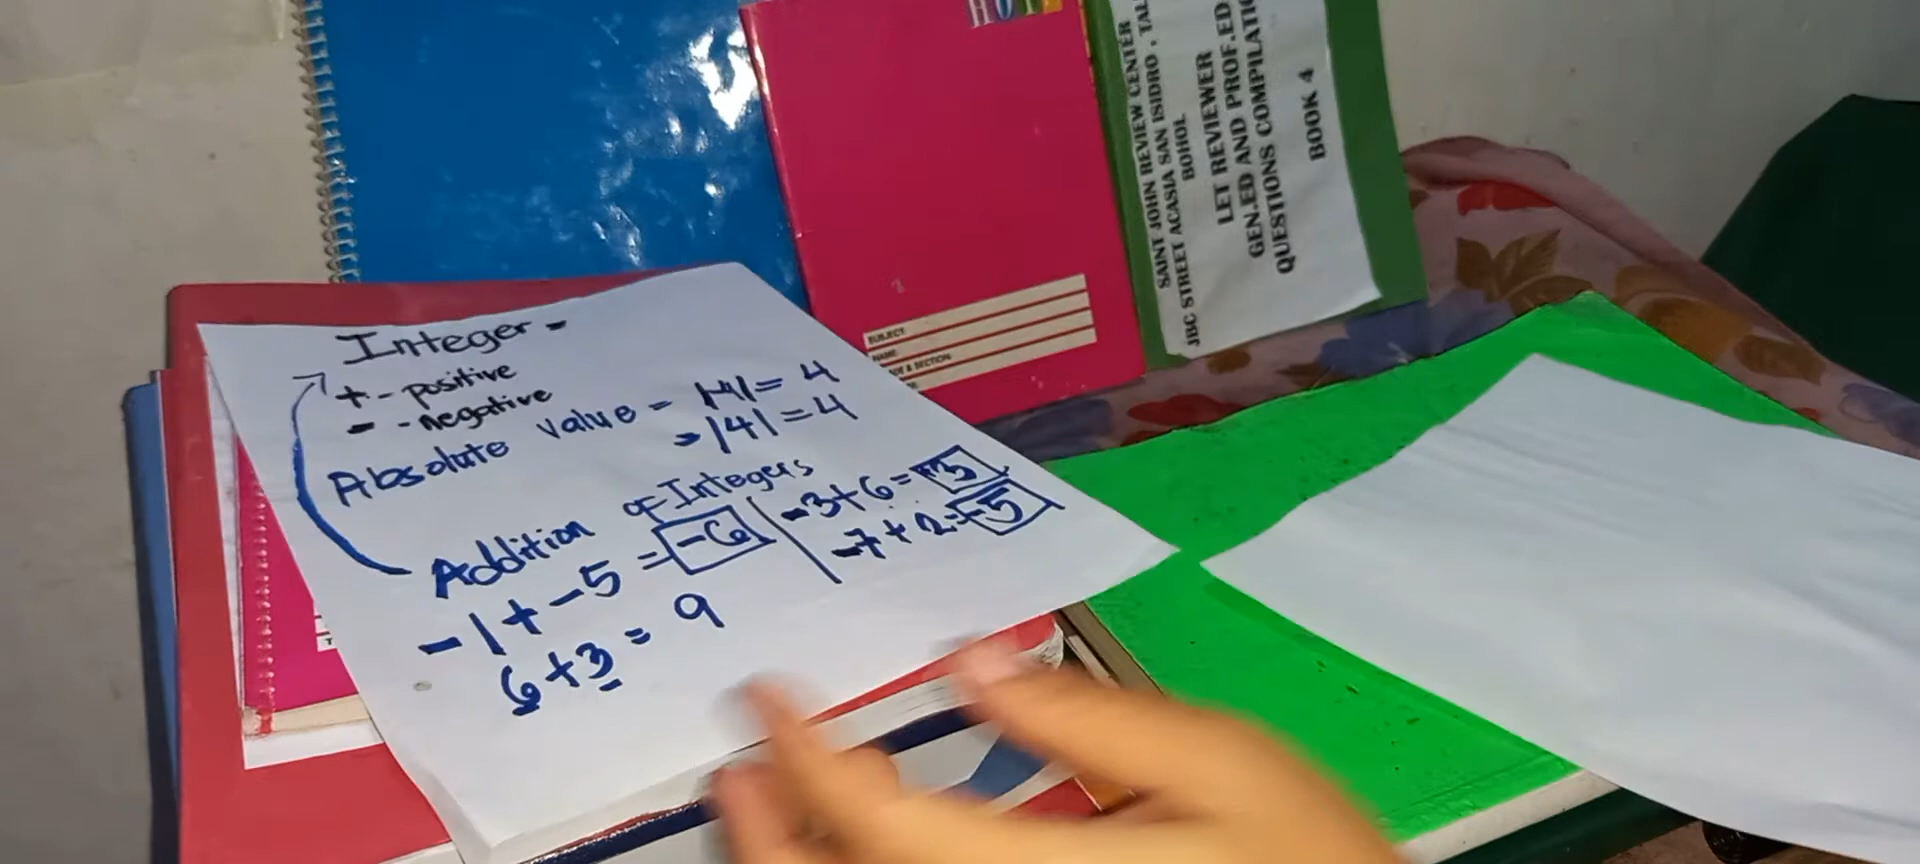 Integer -
+ - positive
- - negative
Absolute value - |-4| = 4
= |4| = 4
Addition of Integers
-1 + -5 = -6
6 + 3 = 9
-3 + 6 = +3
-7 + 2 = -5
SUBJECT:
NAME:
& SECTION:
SAINT JOHN REVIEW CENTER
JBC STREET ACASIA SAN ISIDRO, TAL
BOHOL
LET REVIEWER
GEN.ED AND PROF.ED
QUESTIONS COMPILATIO
BOOK 4